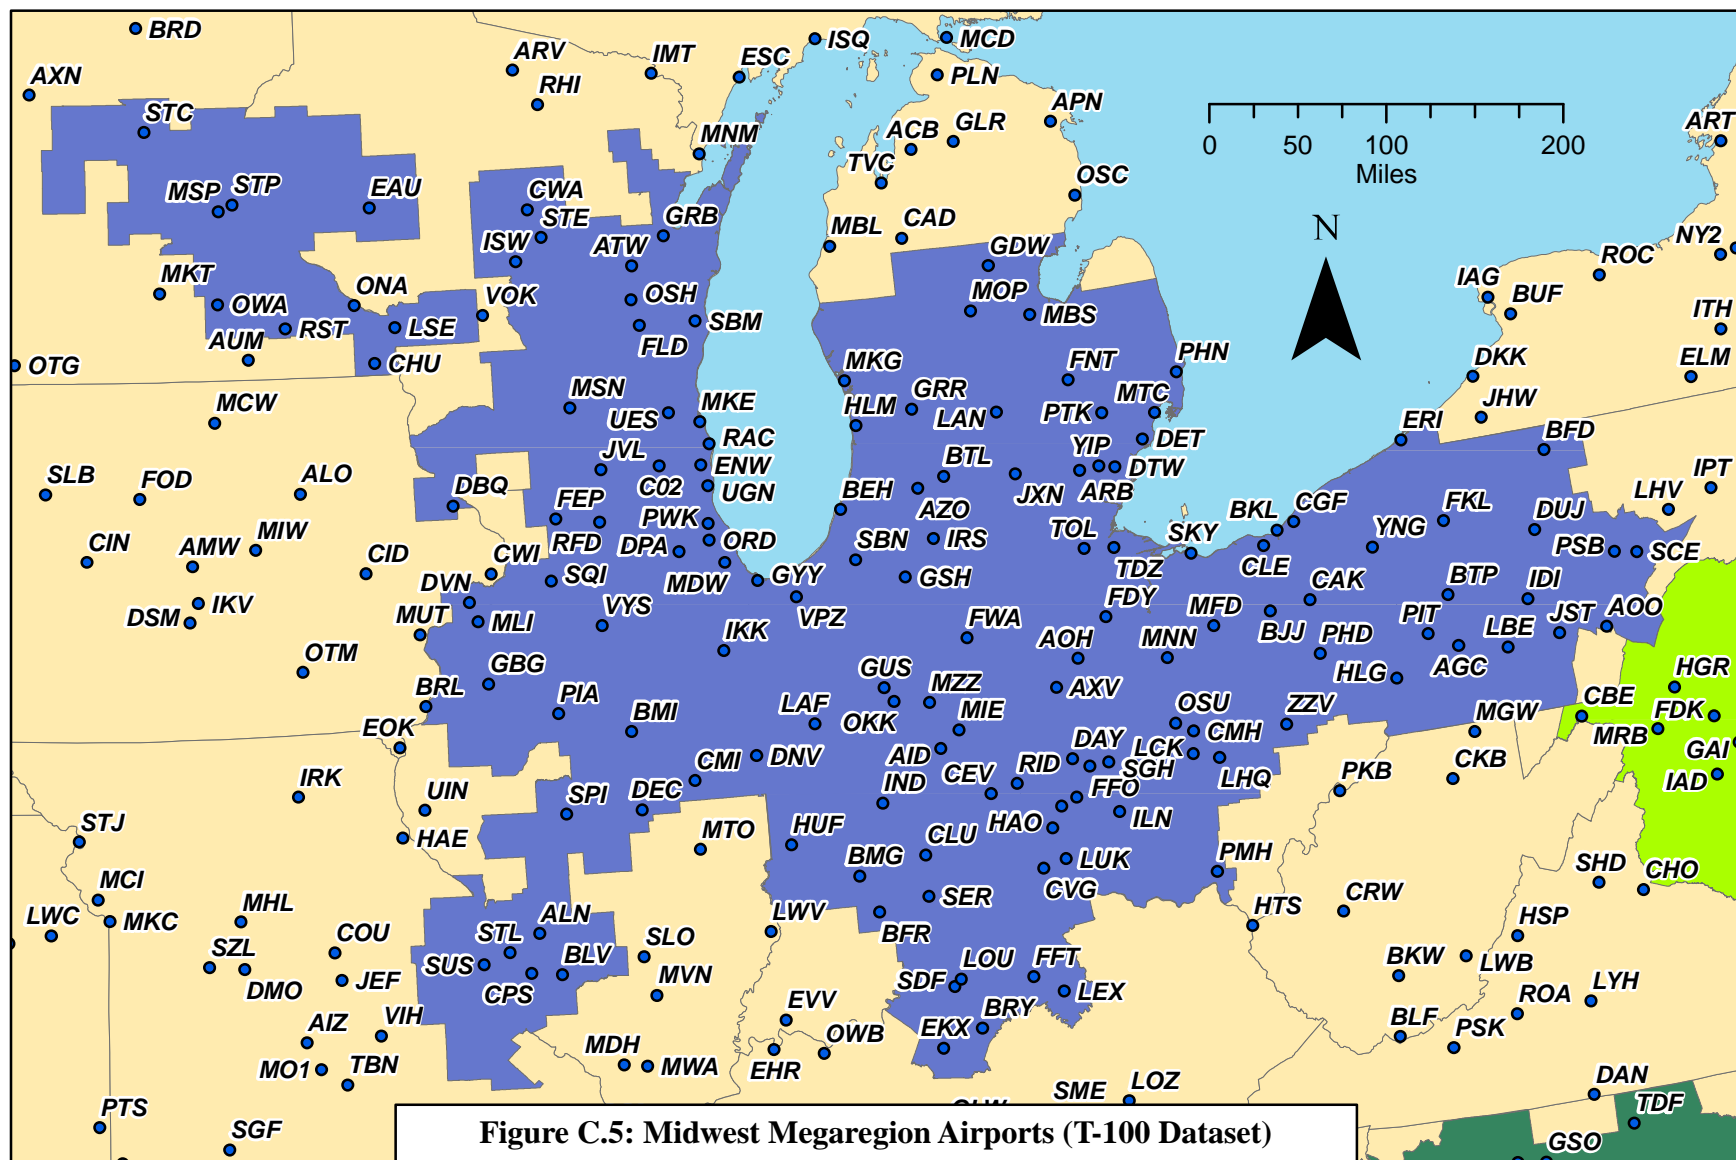 BRD
ISQ
MCD
ARV
IMT
ESC
AXN
RHI
PLN
STC
APN
ACB
GLR
0
50
100
200
Miles
ART
MNM
TVC
OSC
MSP
STP
EAU
CWA
STE
GRB
MBL
CAD
N
NY2
ISW
ATW
GDW
ROC
MKT
ONA
VOK
OSH
MOP
MBS
IAG
BUF
OWA
RST
LSE
SBM
ITH
AUM
FLD
OTG
CHU
MKG
FNT
PHN
DKK
ELM
MCW
MSN
UES
MKE
HLM
GRR
LAN
PTK
MTC
JHW
RAC
ERI
BFD
JVL
ENW
BTL
YIP
DET
DTW
SLB
FOD
ALO
DBQ
FEP
C02
UGN
BEH
JXN
ARB
IPT
LHV
AZO
BKL
CGF
FKL
DUJ
MIW
RFD
PWK
ORD
SBN
IRS
TOL
SKY
YNG
PSB
SCE
CIN
AMW
CID
CWI
DPA
MDW
GYY
GSH
TDZ
CLE
DVN
SQI
CAK
BTP
IDI
DSM
IKV
MUT
MLI
VYS
VPZ
FWA
FDY
MFD
BJJ
PIT
JST
AOO
IKK
AOH
MNN
PHD
AGC
LBE
OTM
GBG
GUS
MZZ
AXV
HLG
HGR
BRL
PIA
BMI
LAF
OKK
MIE
OSU
ZZV
MGW
CBE
FDK
EOK
DNV
AID
DAY
LCK
CMH
MRB
GAI
IRK
CMI
IND
CEV
RID
SGH
LHQ
PKB
CKB
IAD
UIN
SPI
DEC
FFO
STJ
HAE
MTO
HUF
CLU
HAO
ILN
MCI
BMG
LUK
CVG
PMH
SHD
CHO
LWC
MKC
MHL
ALN
SER
CRW
HSP
COU
STL
SLO
LWV
BFR
HTS
SZL
DMO
JEF
SUS
CPS
BLV
MVN
SDF
LOU
FFT
LEX
BKW
LWB
LYH
AIZ
VIH
EVV
BRY
ROA
MO1
TBN
MDH
MWA
EHR
OWB
EKX
BLF
PSK
SME
LOZ
DAN
PTS
SGF
TDF
GSO
Figure C.5: Midwest Megaregion Airports (T-100 Dataset)